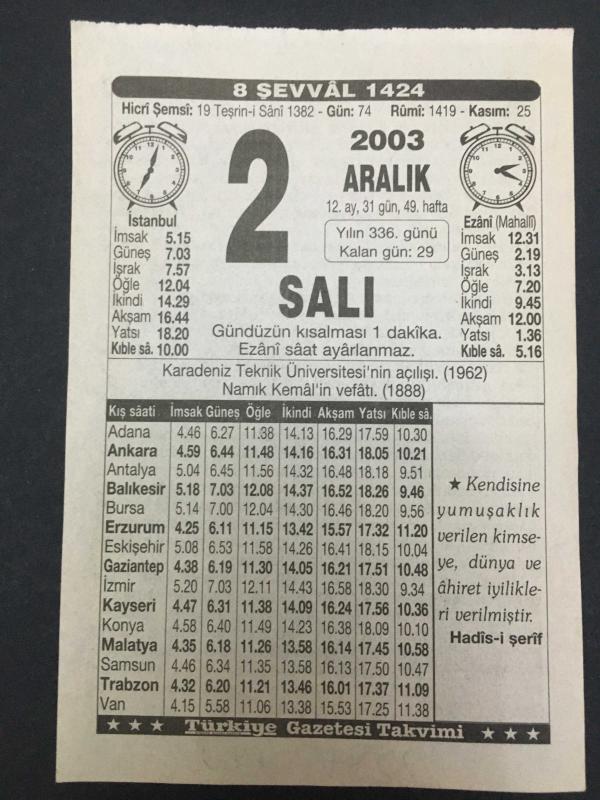 8 ŞEVVÂL 1424
Hicrî Şemsî: 19 Teşrin-i Sânî 1382 - Gün: 74 Rûmî: 1419 - Kasım: 25
2
2003
ARALIK
12. ay, 31 gün, 49. hafta
Yılın 336. günü
Kalan gün: 29
SALI
Gündüzün kısalması 1 dakîka.
Ezânî sâat ayârlanmaz.
İstanbul
İmsak 5.15
Güneş 7.03
İşrak 7.57
Öğle 12.04
İkindi 14.29
Akşam 16.44
Yatsı 18.20
Kıble sâ. 10.00
Ezânî (Mahallî)
İmsak 12.31
Güneş 2.19
İşrak 3.13
Öğle 7.20
İkindi 9.45
Akşam 12.00
Yatsı 1.36
Kıble sâ. 5.16
Karadeniz Teknik Üniversitesi'nin açılışı. (1962)
Namık Kemâl'in vefâtı. (1888)
Kış sâati İmsak Güneş Öğle İkindi Akşam Yatsı Kıble sâ.
Adana 4.46 6.27 11.38 14.13 16.29 17.59 10.30
Ankara 4.59 6.44 11.48 14.16 16.31 18.05 10.21
Antalya 5.04 6.45 11.56 14.32 16.48 18.18 9.51
Balıkesir 5.18 7.03 12.08 14.37 16.52 18.26 9.46
Bursa 5.14 7.00 12.04 14.30 16.46 18.20 9.56
Erzurum 4.25 6.11 11.15 13.42 15.57 17.32 11.20
Eskişehir 5.08 6.53 11.58 14.26 16.41 18.15 10.04
Gaziantep 4.38 6.19 11.30 14.05 16.21 17.51 10.48
İzmir 5.20 7.03 12.11 14.43 16.58 18.30 9.34
Kayseri 4.47 6.31 11.38 14.09 16.24 17.56 10.36
Konya 4.58 6.40 11.49 14.23 16.38 18.09 10.10
Malatya 4.35 6.18 11.26 13.58 16.14 17.45 10.58
Samsun 4.46 6.34 11.35 13.58 16.13 17.50 10.47
Trabzon 4.32 6.20 11.21 13.46 16.01 17.37 11.09
Van 4.15 5.58 11.06 13.38 15.53 17.25 11.38
★ Kendisine
yumuşaklık
verilen kimse-
ye, dünya ve
âhiret iyilikle-
ri verilmiştir.
Hadîs-i şerîf
★ ★ ★ Türkiye Gazetesi Takvimi ★ ★ ★